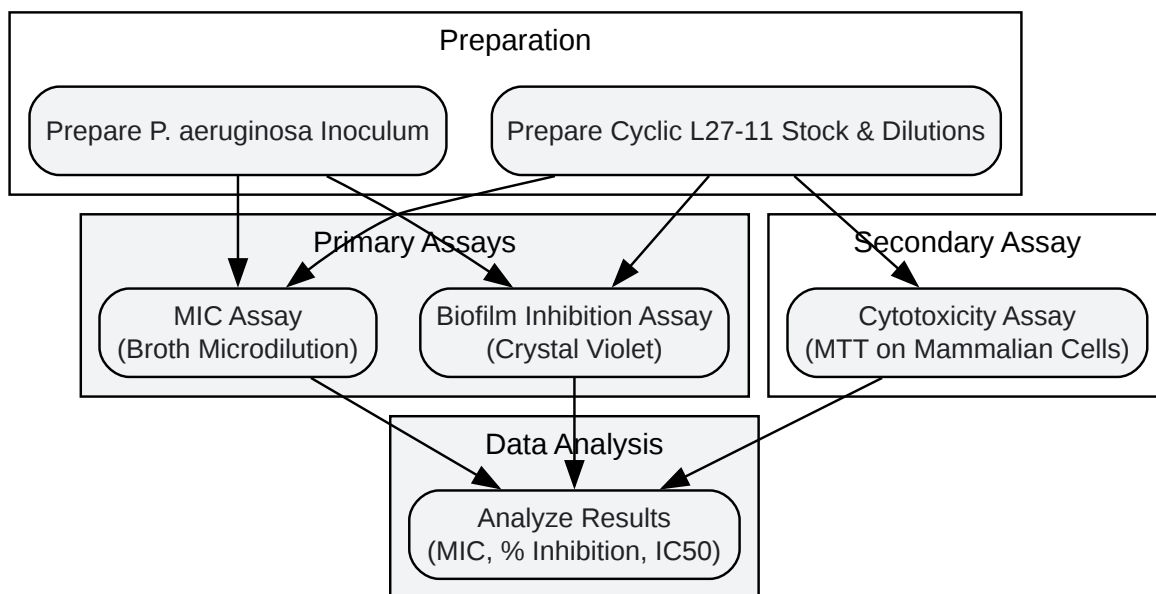 Preparation
Prepare P. aeruginosa Inoculum
Prepare Cyclic L27-11 Stock & Dilutions
Primary Assays
Secondary Assay
MIC Assay
(Broth Microdilution)
Biofilm Inhibition Assay
(Crystal Violet)
Cytotoxicity Assay
(MTT on Mammalian Cells)
Data Analysis
Analyze Results
(MIC, % Inhibition, IC50)